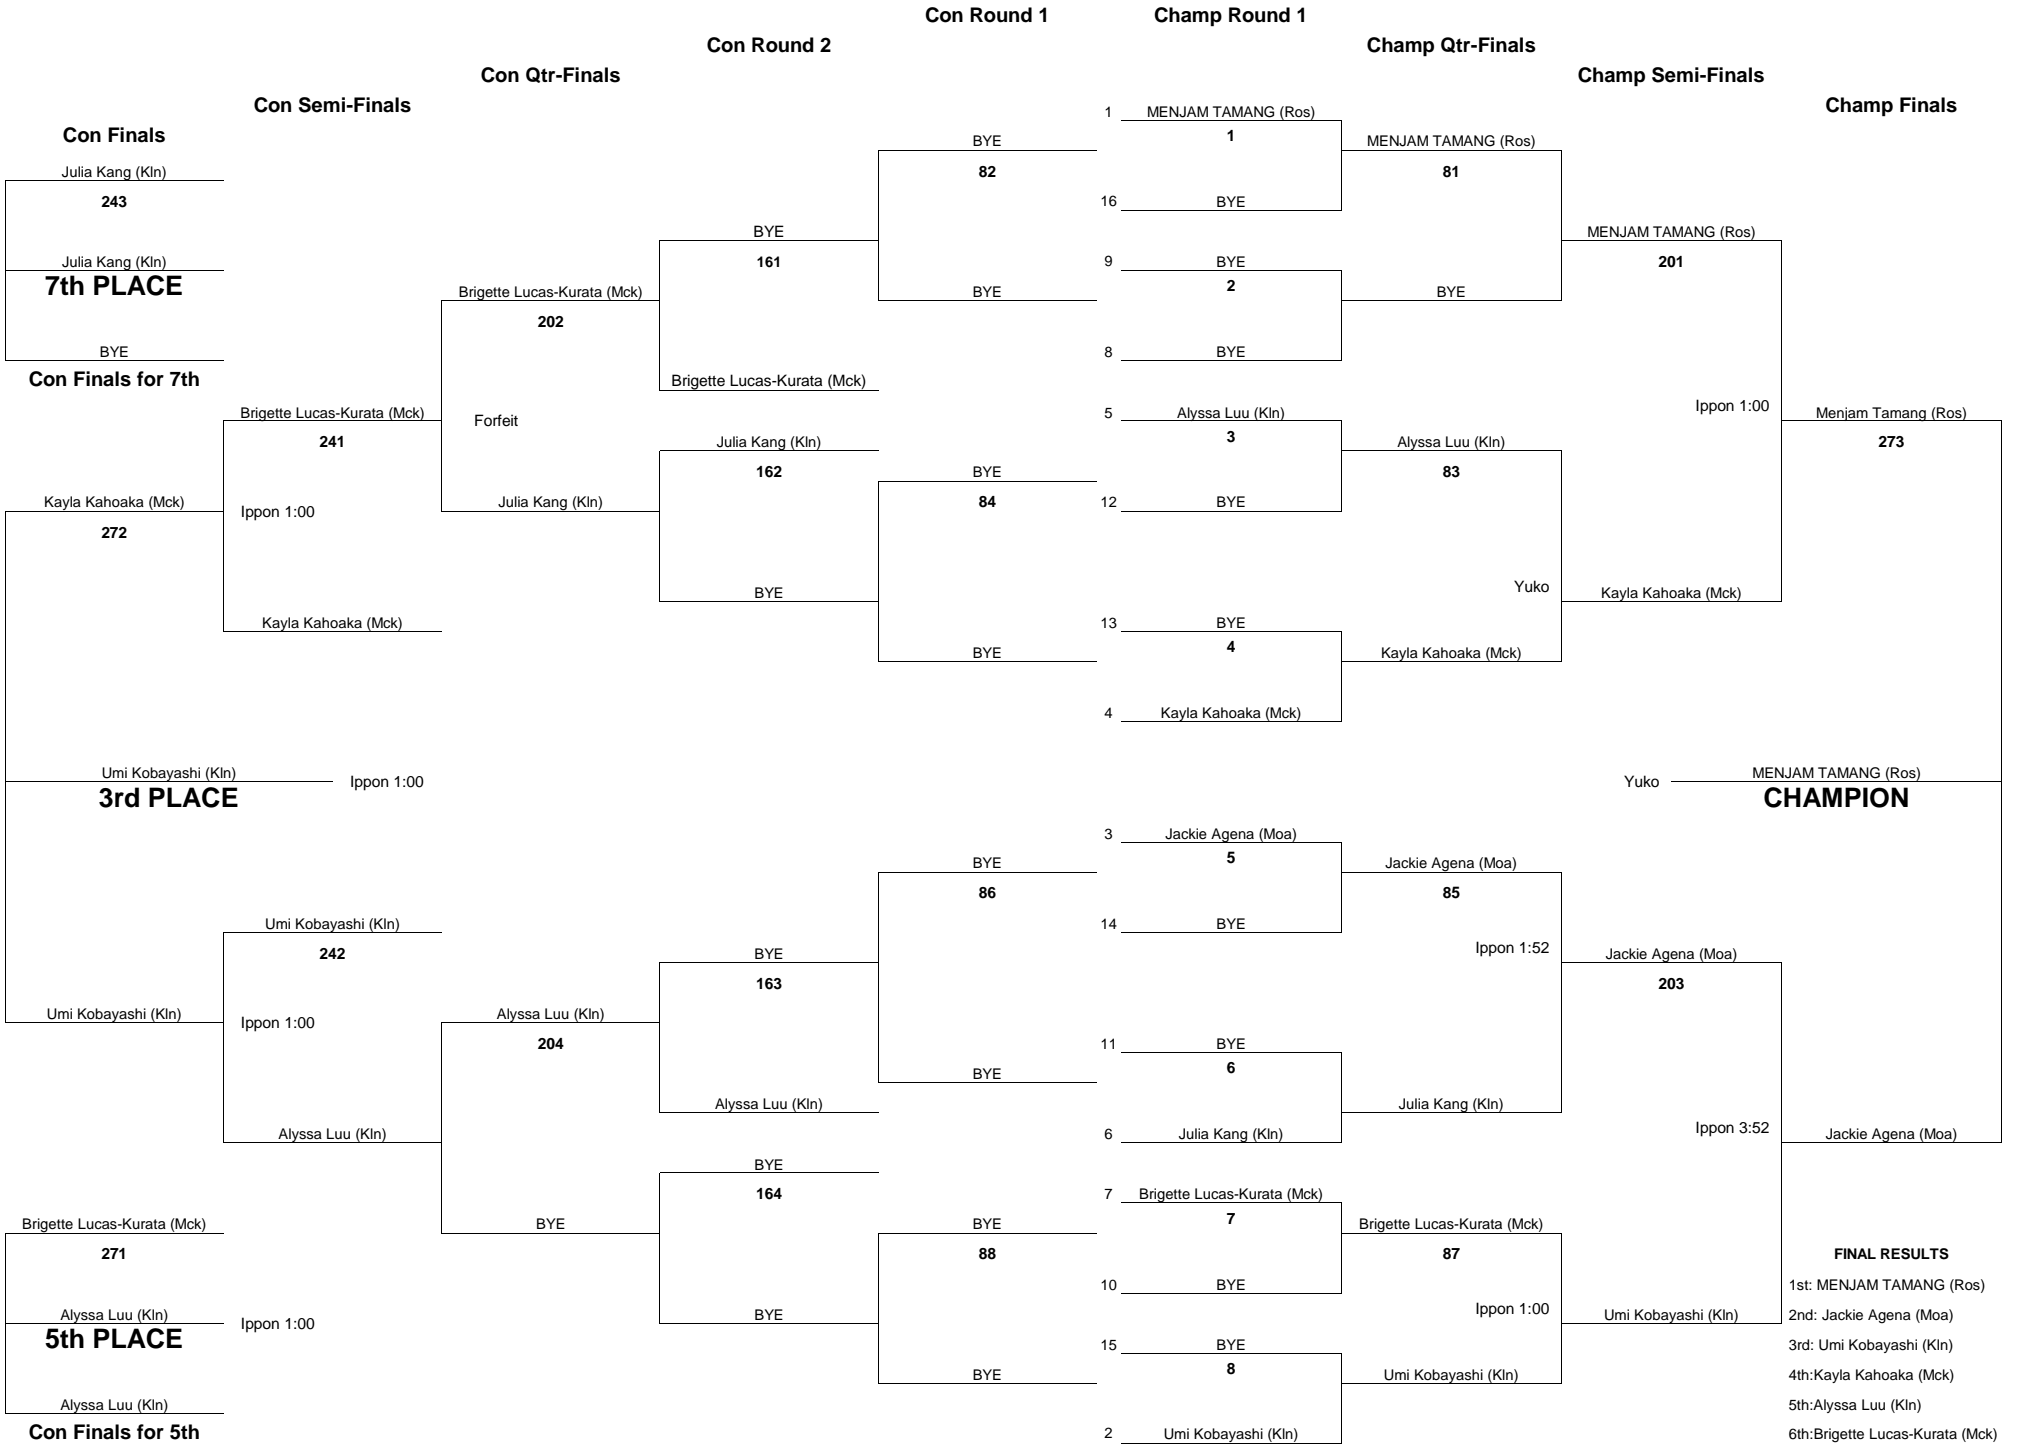 Con Round 1
Champ Round 1
Con Round 2
Champ Qtr-Finals
Con Qtr-Finals
Champ Semi-Finals
Con Semi-Finals
Champ Finals
Con Finals
Julia Kang (Kln)
243
Julia Kang (Kln)
7th PLACE
BYE
Con Finals for 7th
Kayla Kahoaka (Mck)
272
Umi Kobayashi (Kln)
Ippon 1:00
3rd PLACE
Umi Kobayashi (Kln)
Brigette Lucas-Kurata (Mck)
271
Alyssa Luu (Kln)
Ippon 1:00
5th PLACE
Alyssa Luu (Kln)
Con Finals for 5th
Brigette Lucas-Kurata (Mck)
241
Ippon 1:00
Kayla Kahoaka (Mck)
Umi Kobayashi (Kln)
242
Ippon 1:00
Alyssa Luu (Kln)
Brigette Lucas-Kurata (Mck)
202
Forfeit
Julia Kang (Kln)
Alyssa Luu (Kln)
204
BYE
BYE
161
Brigette Lucas-Kurata (Mck)
Julia Kang (Kln)
162
BYE
BYE
163
Alyssa Luu (Kln)
BYE
164
BYE
BYE
82
BYE
BYE
84
BYE
BYE
86
BYE
BYE
88
BYE
1 MENJAM TAMANG (Ros)
1
16 BYE
9 BYE
2
8 BYE
5 Alyssa Luu (Kln)
3
12 BYE
13 BYE
4
4 Kayla Kahoaka (Mck)
3 Jackie Agena (Moa)
5
14 BYE
11 BYE
6
6 Julia Kang (Kln)
7 Brigette Lucas-Kurata (Mck)
7
10 BYE
15 BYE
8
2 Umi Kobayashi (Kln)
MENJAM TAMANG (Ros)
81
BYE
Alyssa Luu (Kln)
83
Yuko
Kayla Kahoaka (Mck)
Jackie Agena (Moa)
85
Ippon 1:52
Julia Kang (Kln)
Brigette Lucas-Kurata (Mck)
87
Ippon 1:00
Umi Kobayashi (Kln)
MENJAM TAMANG (Ros)
201
Ippon 1:00
Kayla Kahoaka (Mck)
Jackie Agena (Moa)
203
Ippon 3:52
Umi Kobayashi (Kln)
Menjam Tamang (Ros)
273
Yuko
MENJAM TAMANG (Ros)
CHAMPION
Jackie Agena (Moa)
FINAL RESULTS
1st: MENJAM TAMANG (Ros)
2nd: Jackie Agena (Moa)
3rd: Umi Kobayashi (Kln)
4th:Kayla Kahoaka (Mck)
5th:Alyssa Luu (Kln)
6th:Brigette Lucas-Kurata (Mck)